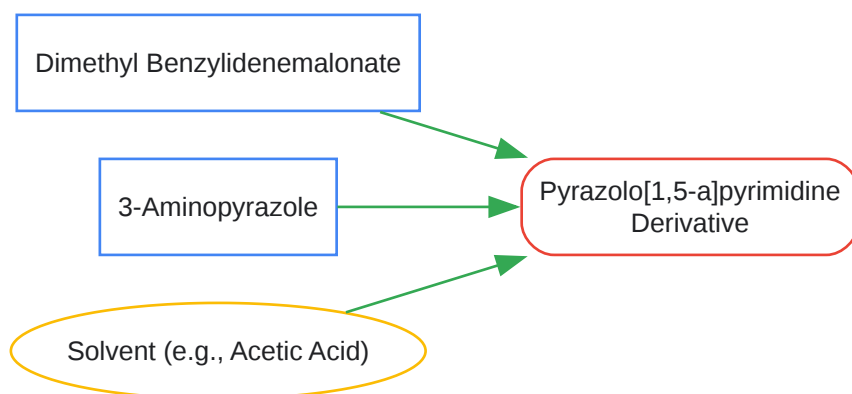 Dimethyl Benzylidenemalonate
3-Aminopyrazole
Pyrazolo[1,5-a]pyrimidine
Derivative
Solvent (e.g., Acetic Acid)